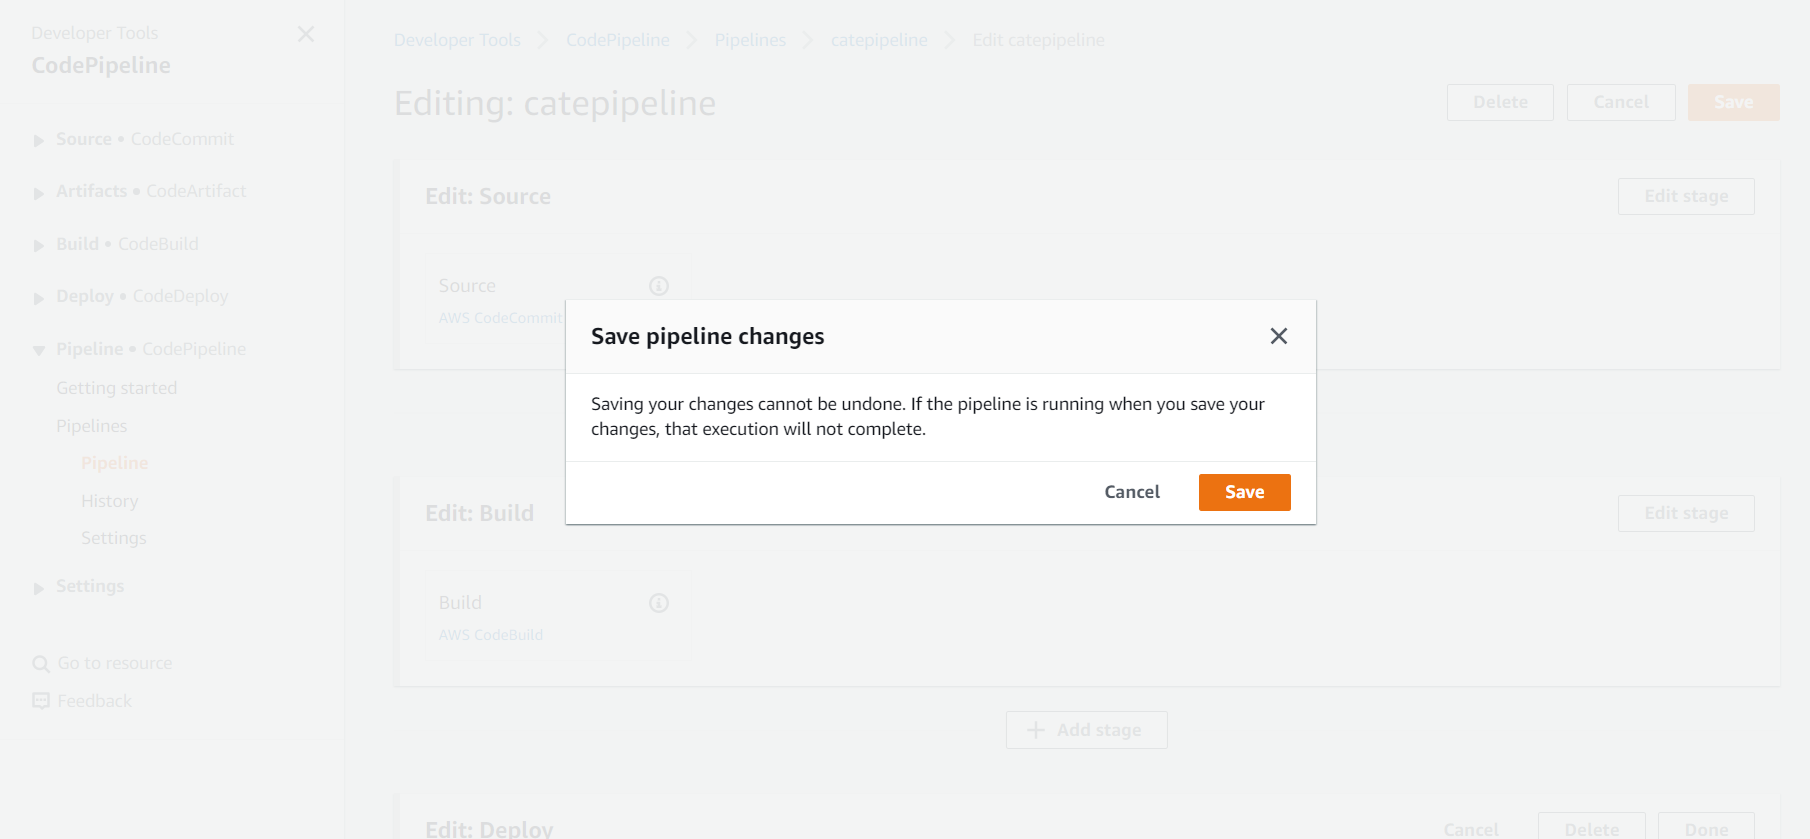 Developer Tools
CodePipeline
Source • CodeCommit
Artifacts • CodeArtifact
Build • CodeBuild
Deploy • CodeDeploy
Pipeline • CodePipeline
Getting started
Pipelines
Pipeline
History
Settings
Settings
Go to resource
Feedback
Developer Tools > CodePipeline > Pipelines > catepipeline > Edit catepipeline
Editing: catepipeline
Delete Cancel Save
Edit: Source
Edit stage
Source
AWS CodeCommit
Save pipeline changes
Saving your changes cannot be undone. If the pipeline is running when you save your
changes, that execution will not complete.
Cancel Save
Edit: Build
Edit stage
Build
AWS CodeBuild
Add stage
Edit: Deploy
Cancel Delete Done